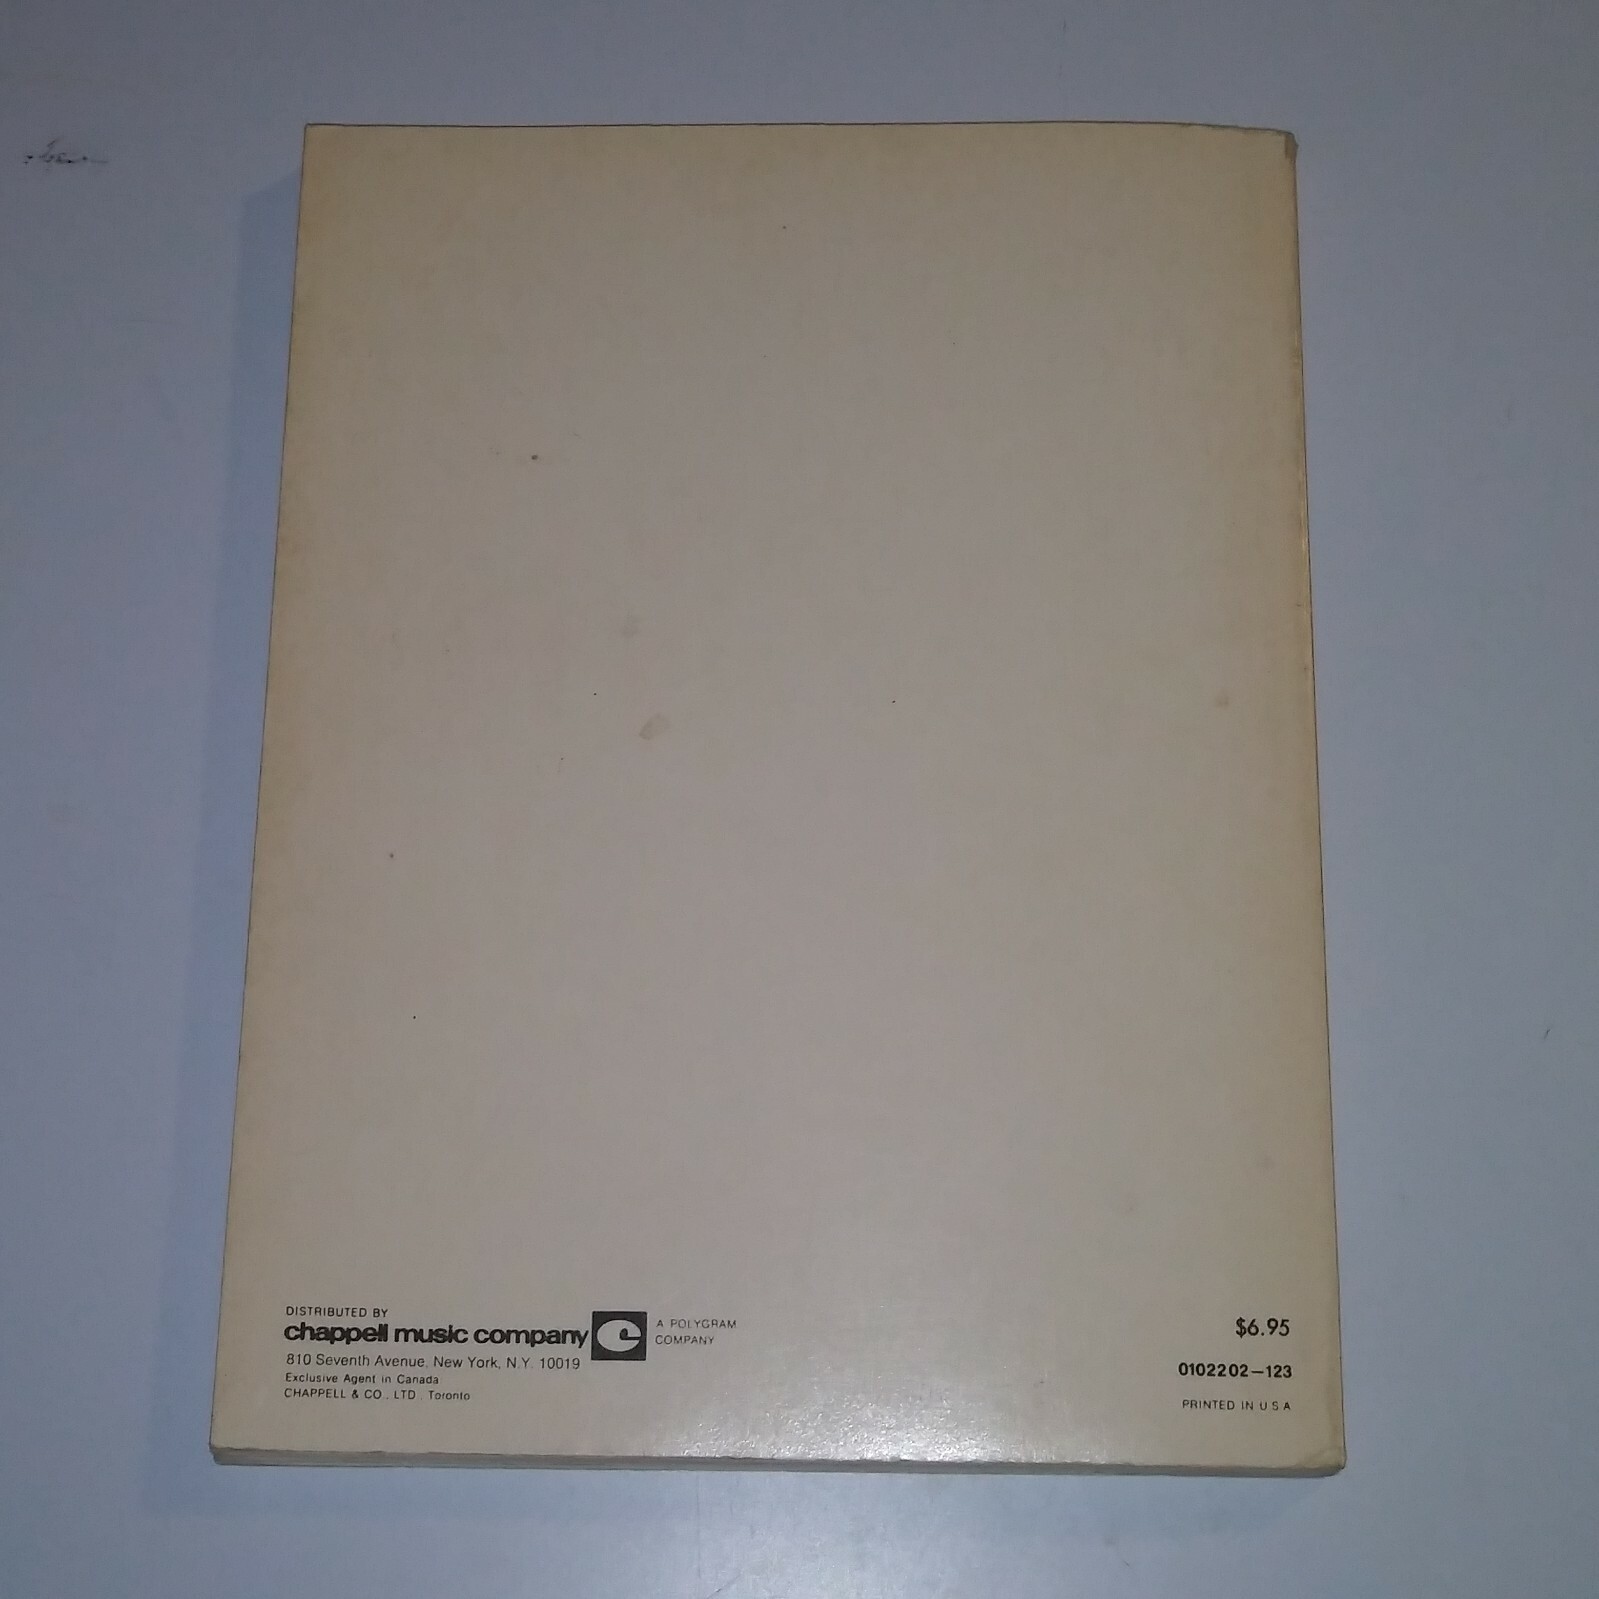 DISTRIBUTED BY
chappell music company
A POLYGRAM
COMPANY
810 Seventh Avenue, New York, N.Y. 10019
Exclusive Agent in Canada
CHAPPELL & CO., LTD., Toronto
$6.95
0102202-123
PRINTED IN U S A